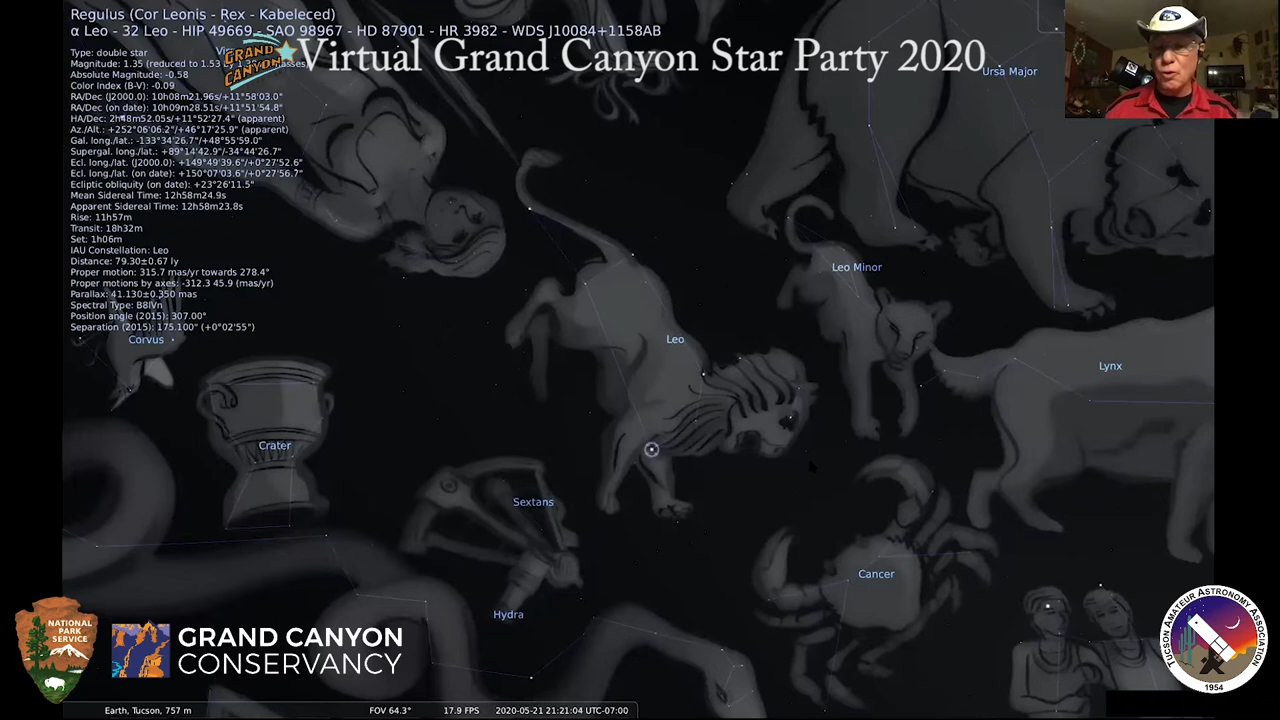 Regulus (Cor Leonis - Rex - Kabeleced)
α Leo - 32 Leo - HIP 49669 - SAO 98967 - HD 87901 - HR 3982 - WDS J10084+1158AB
Virtual Grand Canyon Star Party 2020
GRAND CANYON
Type: double star
Magnitude: 1.35 (reduced to 1.53
Absolute Magnitude: -0.58
Color Index (B-V): -0.09
RA/Dec (J2000.0): 10h08m21.96s/+11°58'03.0"
RA/Dec (on date): 10h09m28.51s/+11°51'54.8"
HA/Dec: 2h48m52.05s/+11°52'27.4" (apparent)
Az./Alt.: +252°06'06.2"/+46°17'25.9" (apparent)
Gal. long./lat.: -133°34'26.7"/+48°55'59.0"
Supergal. long./lat.: +89°14'42.9"/-34°44'26.7"
Ecl. long./lat. (J2000.0): +149°49'39.6"/+0°27'52.6"
Ecl. long./lat. (on date): +150°07'03.6"/+0°27'56.7"
Ecliptic obliquity (on date): +23°26'11.5"
Mean Sidereal Time: 12h58m24.9s
Apparent Sidereal Time: 12h58m23.8s
Rise: 11h57m
Transit: 18h32m
Set: 1h06m
IAU Constellation: Leo
Distance: 79.30±0.67 ly
Proper motion: 315.7 mas/yr towards 278.4°
Proper motions by axes: -312.3 45.9 (mas/yr)
Parallax: 41.130±0.350 mas
Spectral Type: B8IVn
Position angle (2015): 307.00°
Separation (2015): 175.100" (+0°02'55")
Ursa Major
Leo Minor
Corvus
Leo
Lynx
Crater
Sextans
Cancer
Hydra
NATIONAL
PARK
SERVICE
GRAND CANYON
CONSERVANCY
TUCSON AMATEUR ASTRONOMY ASSOCIATION
1954
Earth, Tucson, 757 m
FOV 64.3°
17.9 FPS
2020-05-21 21:21:04 UTC-07:00